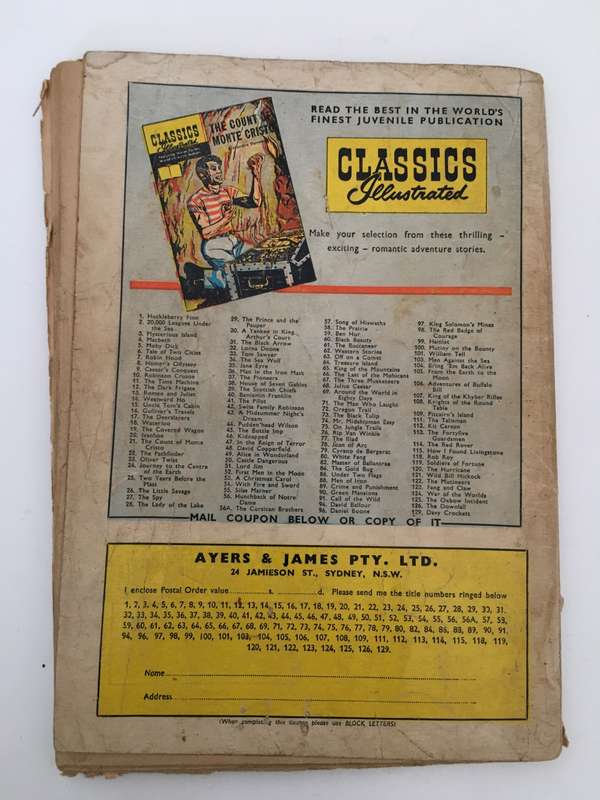 READ THE BEST IN THE WORLD'S
FINEST JUVENILE PUBLICATION
CLASSICS
Illustrated
THE COUNT OF
MONTE CRISTO
CLASSICS
Illustrated
Make your selection from these thrilling -
exciting - romantic adventure stories.
1. Huckleberry Finn
2. 20,000 Leagues Under
the Sea
3. Mysterious Island
4. Macbeth
5. Moby Dick
6. Tale of Two Cities
7. Robin Hood
8. Homer's Odyssey
9. Caesar's Conquest
10. Robinson Crusoe
11. The Time Machine
12. The Dark Frigate
13. Romeo and Juliet
14. Westward Ho
15. Uncle Tom's Cabin
16. Gulliver's Travels
17. The Deerslayers
18. Waterloo
19. The Covered Wagon
20. Ivanhoe
21. The Count of Monte
Cristo
22. The Pathfinder
23. Oliver Twist
24. Journey to the Centre
of the Earth
25. Two Years Before the
Mast
26. The Little Savage
27. The Spy
28. The Lady of the Lake
29. The Prince and the
Pauper
30. A Yankee in King
Arthur's Court
31. The Black Arrow
32. Lorna Doone
33. Tom Sawyer
34. The Sea Wolf
35. Jane Eyre
36. Man in the Iron Mask
37. The Pioneers
38. House of Seven Gables
39. The Scottish Chiefs
40. Benjamin Franklin
41. The Pilot
42. Swiss Family Robinson
43. A Midsummer Night's
Dream
44. Pudden'head Wilson
45. The Bottle Imp
46. Kidnapped
47. In the Reign of Terror
48. David Copperfield
49. Alice in Wonderland
50. Castle Dangerous
51. Lord Jim
52. First Men in the Moon
53. A Christmas Carol
54. With Fire and Sword
55. Silas Marner
56. Hunchback of Notre
Dame
56A. The Corsican Brothers
57. Song of Hiawatha
58. The Prairie
59. Ben Hur
60. Black Beauty
61. The Buccaneer
62. Western Stories
63. Off on a Comet
64. Treasure Island
65. King of the Mountains
66. The Last of the Mohicans
67. The Three Musketeers
68. Julius Caesar
69. Around the World in
Eighty Days
71. The Man Who Laughs
72. Oregon Trail
73. The Black Tulip
74. Mr. Midshipman Easy
75. On Jungle Trails
76. Rip Van Winkle
77. The Iliad
78. Joan of Arc
79. Cyrano de Bergerac
80. White Fang
82. Master of Ballantrae
84. The Gold Bug
86. Under Two Flags
88. Men of Iron
89. Crime and Punishment
90. Green Mansions
91. Call of the Wild
94. David Balfour
96. Daniel Boone
97. King Solomon's Mines
98. The Red Badge of
Courage
99. Hamlet
100. Mutiny on the Bounty
101. William Tell
103. Men Against the Sea
104. Bring 'Em Back Alive
105. From the Earth to the
Moon
106. Adventures of Buffalo
Bill
107. King of the Khyber Rifles
108. Knights of the Round
Table
109. Pitcairn's Island
111. The Talisman
112. Kit Carson
113. The Fortyfive
Guardsmen
114. The Red Rover
115. How I Found Livingstone
118. Rob Roy
119. Soldiers of Fortune
120. The Hurricane
121. Wild Bill Hickock
122. The Mutineers
123. Fang and Claw
124. War of the Worlds
125. The Oxbow Incident
126. The Downfall
129. Davy Crockett
MAIL COUPON BELOW OR COPY OF IT
AYERS & JAMES PTY. LTD.
24 JAMIESON ST., SYDNEY, N.S.W.
I enclose Postal Order value..........s..........d. Please send me the title numbers ringed below
1, 2, 3, 4, 5, 6, 7, 8, 9, 10, 11, 12, 13, 14, 15, 16, 17, 18, 19, 20, 21, 22, 23, 24, 25, 26, 27, 28, 29, 30, 31,
32, 33, 34, 35, 36, 37, 38, 39, 40, 41, 42, 43, 44, 45, 46, 47, 48, 49, 50, 51, 52, 53, 54, 55, 56, 56A, 57, 58,
59, 60, 61, 62, 63, 64, 65, 66, 67, 68, 69, 71, 72, 73, 74, 75, 76, 77, 78, 79, 80, 82, 84, 86, 88, 89, 90, 91,
94, 96, 97, 98, 99, 100, 101, 103, 104, 105, 106, 107, 108, 109, 111, 112, 113, 114, 115, 118, 119,
120, 121, 122, 123, 124, 125, 126, 129.
Name
Address
(When completing this coupon please use BLOCK LETTERS)